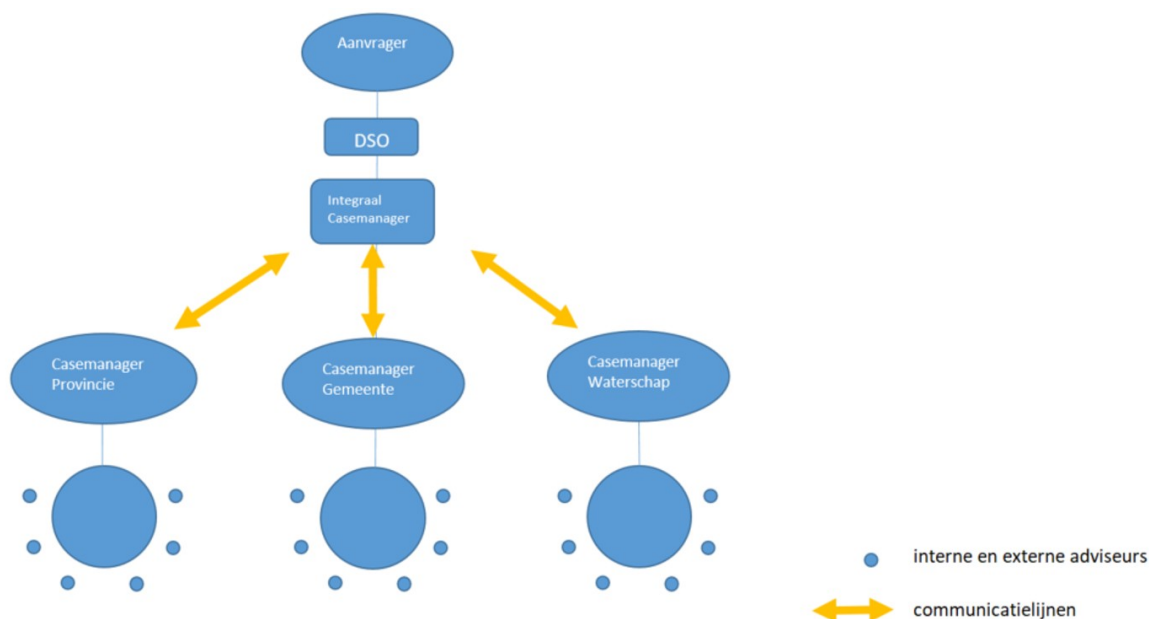 Aanvrager
DSO
Integraal
Casemanager
Casemanager
Provincie
Casemanager
Gemeente
Casemanager
Waterschap
interne en externe adviseurs
communicatielijnen